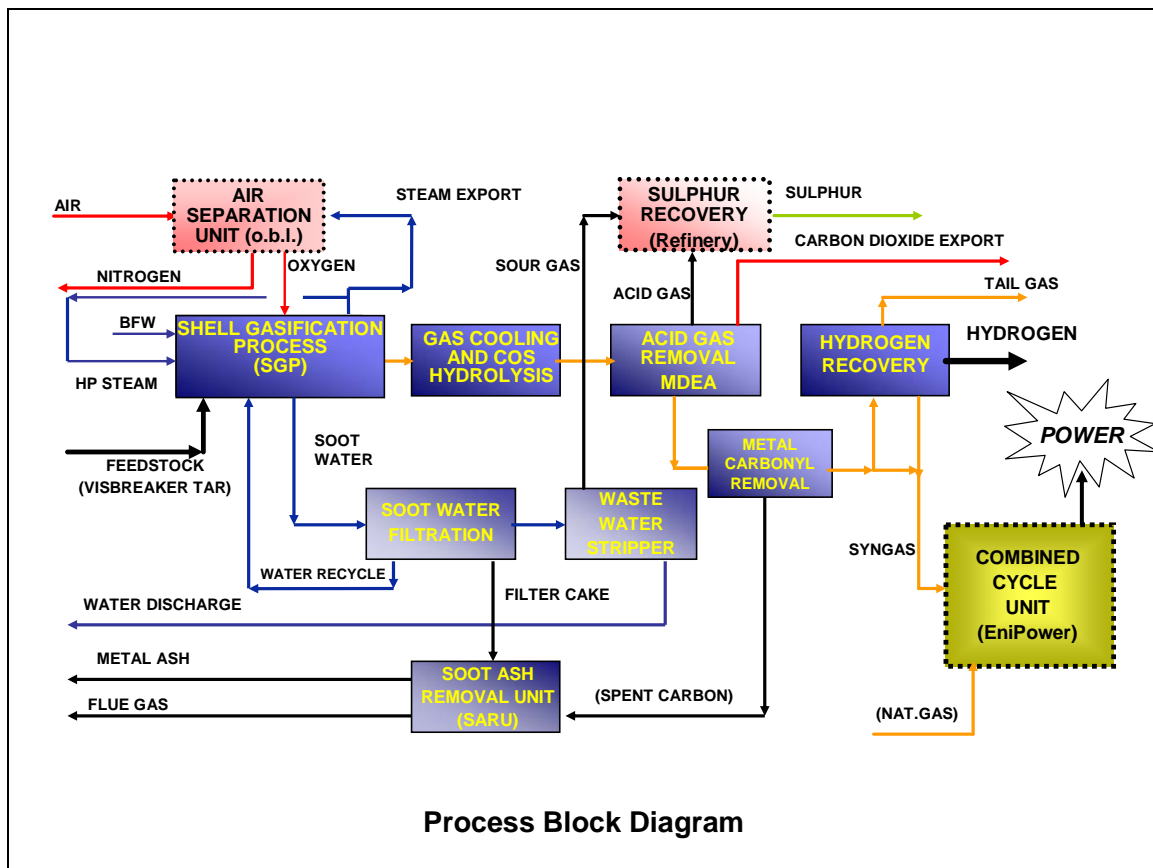 AIR
AIR
SEPARATION
UNIT (o.b.l.)
STEAM EXPORT
SULPHUR
RECOVERY
(Refinery)
SULPHUR
CARBON DIOXIDE EXPORT
NITROGEN
OXYGEN
SOUR GAS
ACID GAS
TAIL GAS
BFW
SHELL GASIFICATION
PROCESS
(SGP)
GAS COOLING
AND COS
HYDROLYSIS
ACID GAS
REMOVAL
MDEA
HYDROGEN
RECOVERY
HYDROGEN
HP STEAM
FEEDSTOCK
(VISBREAKER TAR)
SOOT
WATER
METAL
CARBONYL
REMOVAL
POWER
SOOT WATER
FILTRATION
WASTE
WATER
STRIPPER
SYNGAS
COMBINED
CYCLE
UNIT
(EniPower)
WATER RECYCLE
FILTER CAKE
WATER DISCHARGE
METAL ASH
FLUE GAS
SOOT ASH
REMOVAL UNIT
(SARU)
(SPENT CARBON)
(NAT.GAS)
Process Block Diagram